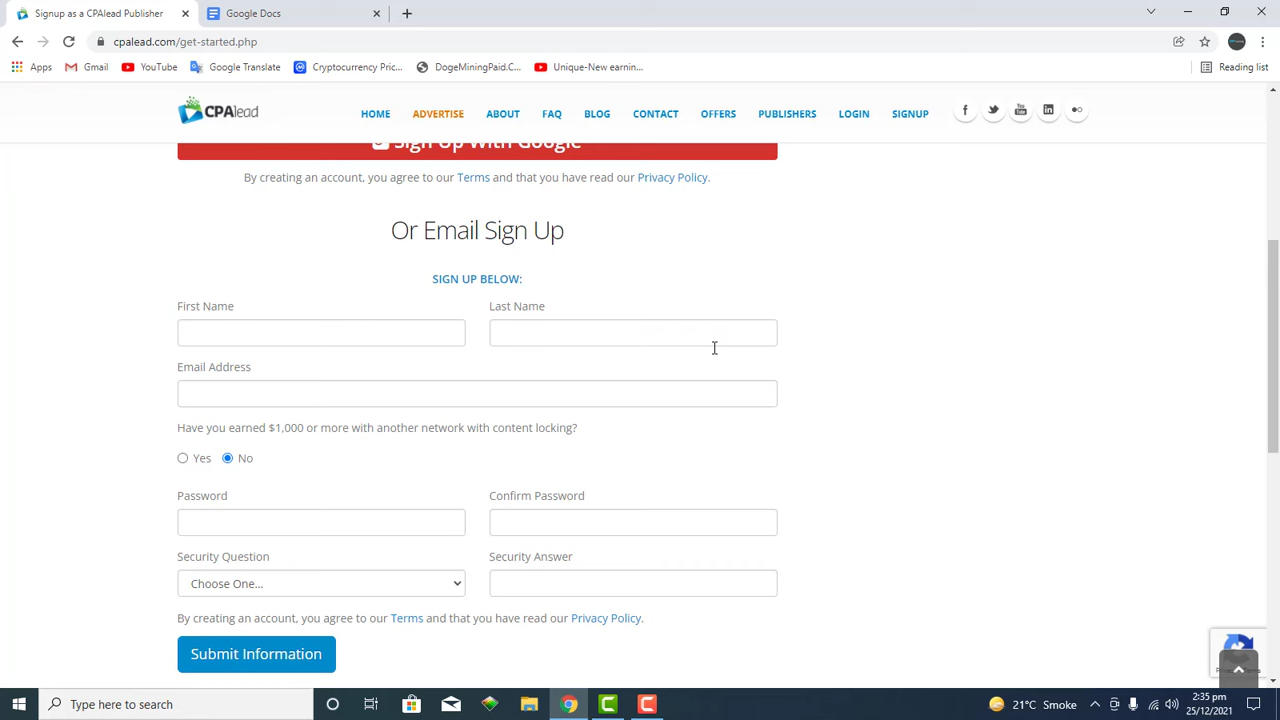 Signup as a CPAlead Publisher
Google Docs
cpalead.com/get-started.php
Apps Gmail YouTube Google Translate Cryptocurrency Pric... DogeMiningPaid.C... Unique-New earnin... Reading list
CPAlead HOME ADVERTISE ABOUT FAQ BLOG CONTACT OFFERS PUBLISHERS LOGIN SIGNUP
Sign Up With Google
By creating an account, you agree to our Terms and that you have read our Privacy Policy.
Or Email Sign Up
SIGN UP BELOW:
First Name Last Name
Email Address
Have you earned $1,000 or more with another network with content locking?
Yes No
Password Confirm Password
Security Question Security Answer
Choose One...
By creating an account, you agree to our Terms and that you have read our Privacy Policy.
Submit Information
Type here to search
21°C Smoke
2:35 pm
25/12/2021